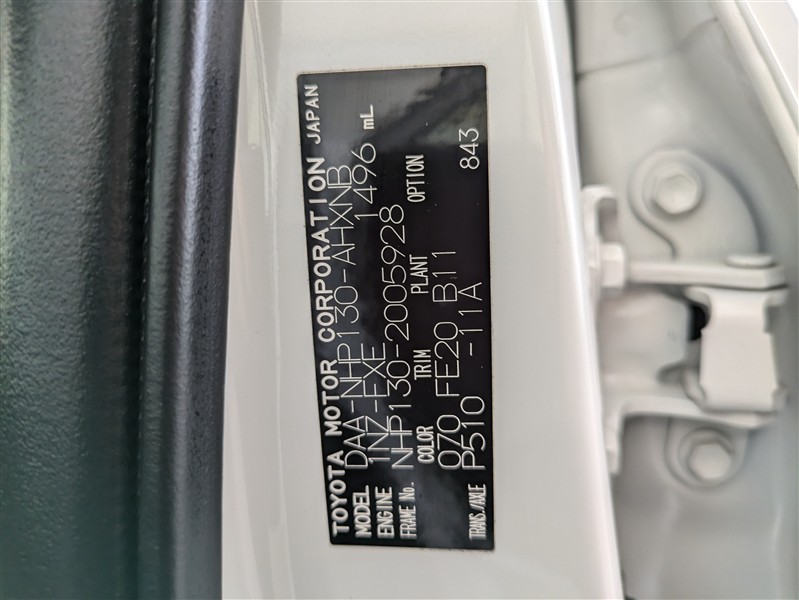 TOYOTA MOTOR CORPORATION JAPAN
MODEL DAA-NHP130-AHXNB
ENGINE 1NZ-FXE 1496 mL
FRAME No. NHP130-2005928
COLOR TRIM PLANT OPTION
070 FE20 B11 843
TRANS./AXLE P510 -11A